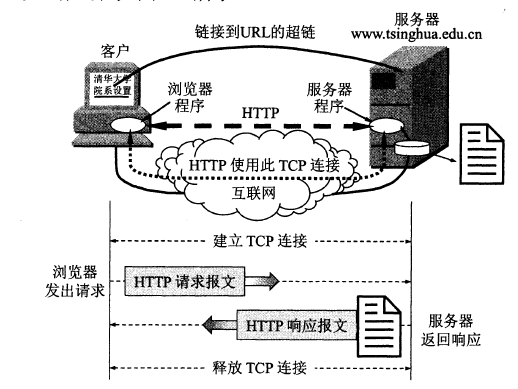 链接到URL的超链
服务器
www.tsinghua.edu.cn
客户
清华大学
院系设置
浏览器
程序
服务器
程序
HTTP
HTTP 使用此 TCP 连接
互联网
建立 TCP 连接
浏览器
发出请求
HTTP 请求报文
HTTP 响应报文
服务器
返回响应
释放 TCP 连接